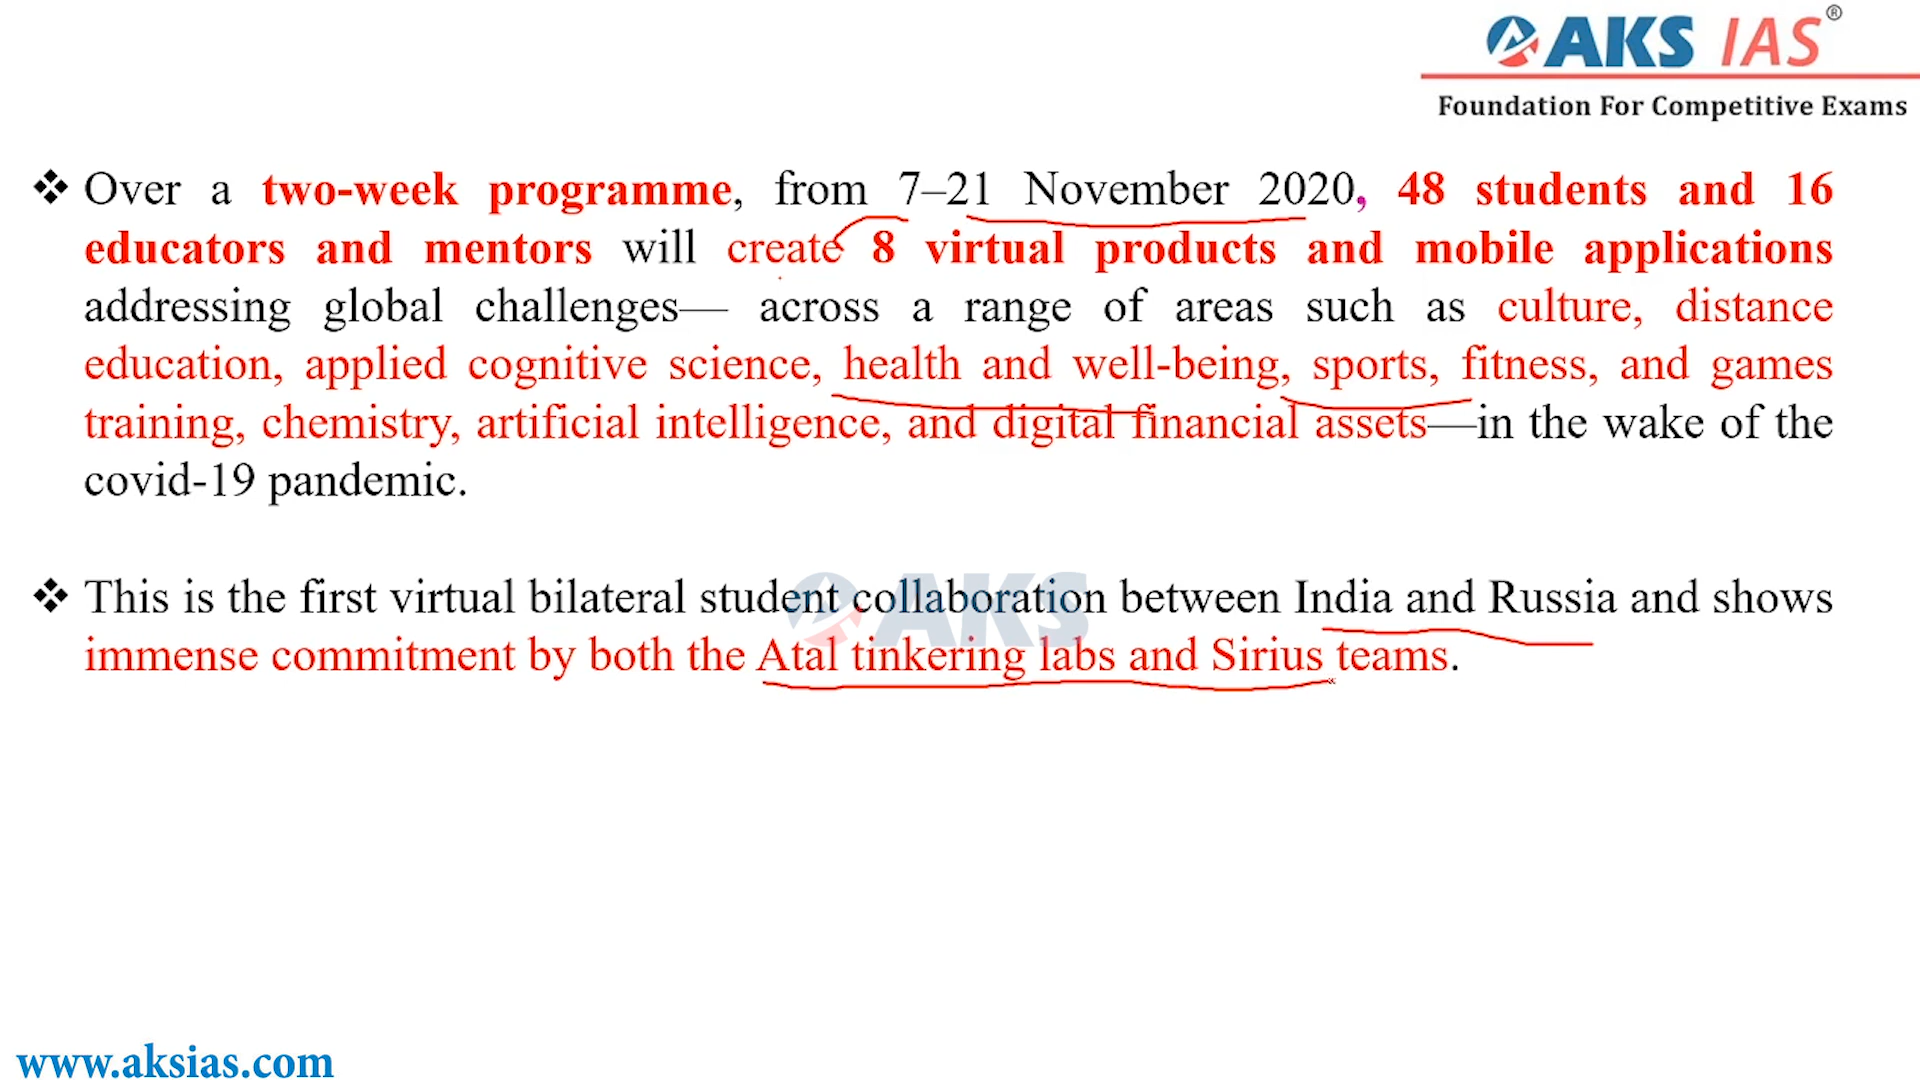 AKS IAS®
Foundation For Competitive Exams
❖ Over a two-week programme, from 7–21 November 2020, 48 students and 16
educators and mentors will create 8 virtual products and mobile applications
addressing global challenges— across a range of areas such as culture, distance
education, applied cognitive science, health and well-being, sports, fitness, and games
training, chemistry, artificial intelligence, and digital financial assets—in the wake of the
covid-19 pandemic.
❖ This is the first virtual bilateral student collaboration between India and Russia and shows
immense commitment by both the Atal tinkering labs and Sirius teams.
AKS
www.aksias.com